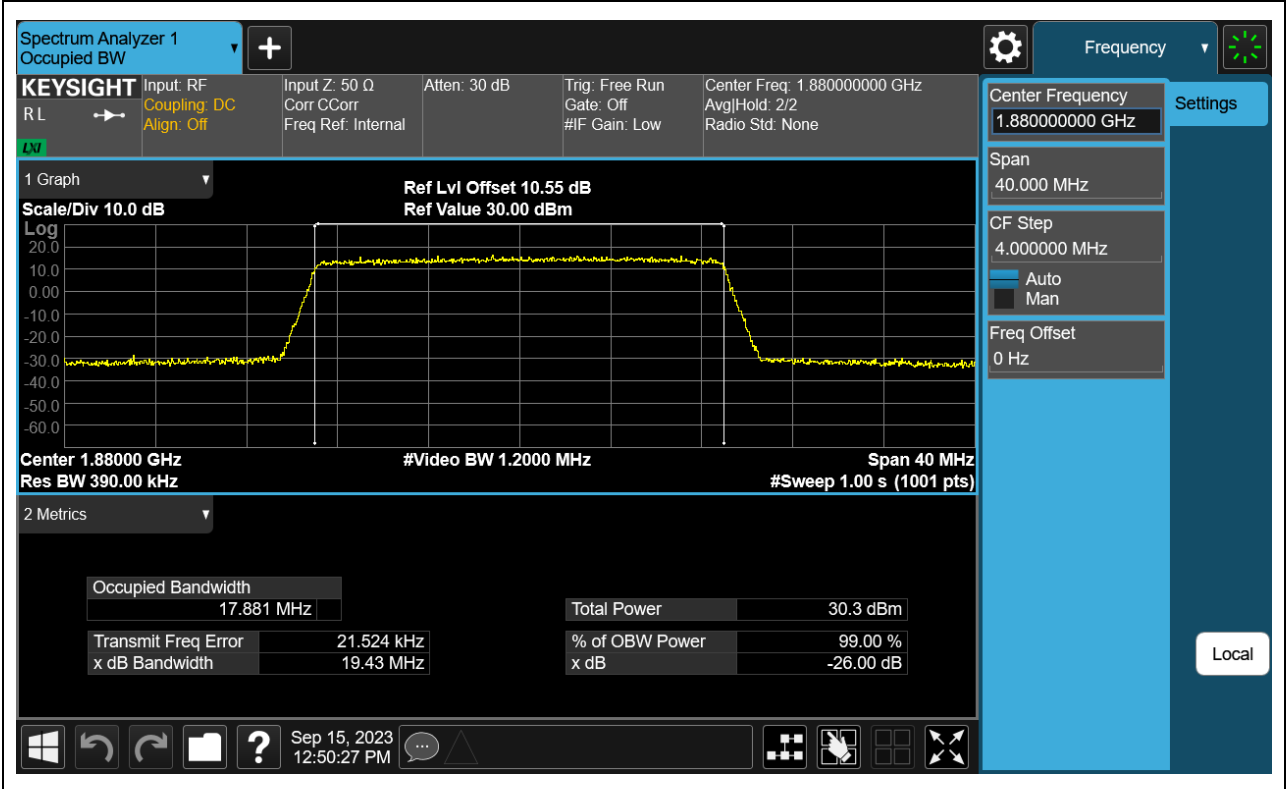 Spectrum Analyzer 1
Occupied BW
+
Frequency
KEYSIGHT
R L
LXI
Input: RF
Coupling: DC
Align: Off
Input Z: 50 Ω
Corr CCorr
Freq Ref: Internal
Atten: 30 dB
Trig: Free Run
Gate: Off
#IF Gain: Low
Center Freq: 1.880000000 GHz
Avg|Hold: 2/2
Radio Std: None
Center Frequency
1.880000000 GHz
Settings
Span
40.000 MHz
CF Step
4.000000 MHz
Auto
Man
Freq Offset
0 Hz
Local
1 Graph
Scale/Div 10.0 dB
Ref Lvl Offset 10.55 dB
Ref Value 30.00 dBm
Log
20.0
10.0
0.00
-10.0
-20.0
-30.0
-40.0
-50.0
-60.0
Center 1.88000 GHz
#Video BW 1.2000 MHz
Span 40 MHz
Res BW 390.00 kHz
#Sweep 1.00 s (1001 pts)
2 Metrics
Occupied Bandwidth
17.881 MHz
Total Power 30.3 dBm
Transmit Freq Error 21.524 kHz
% of OBW Power 99.00 %
x dB Bandwidth 19.43 MHz
x dB -26.00 dB
?
Sep 15, 2023
12:50:27 PM